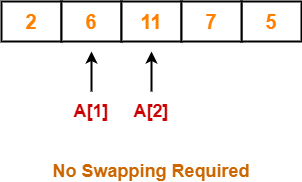 2 6 11 7 5
A[1] A[2]
No Swapping Required